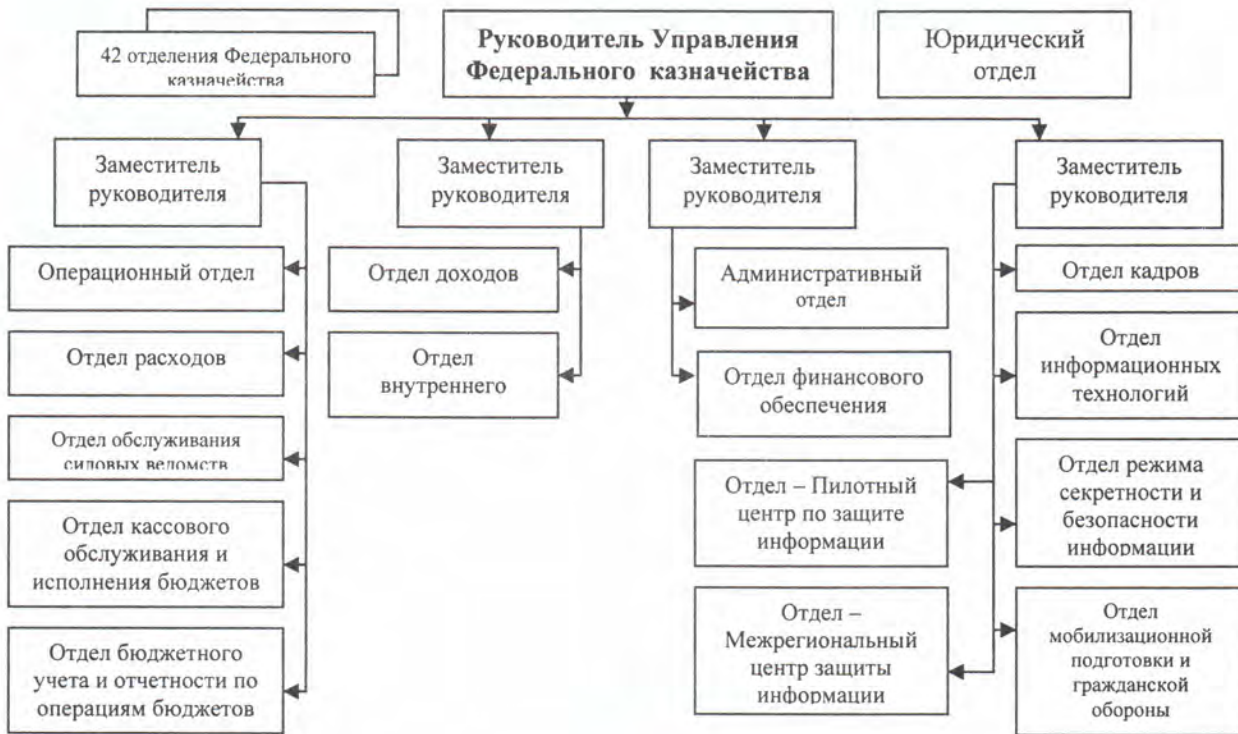 42 отделения Федерального
казначейства
Руководитель Управления
Федерального казначейства
Юридический
отдел
Заместитель
руководителя
Заместитель
руководителя
Заместитель
руководителя
Заместитель
руководителя
Операционный отдел
Отдел расходов
Отдел обслуживания
силовых ведомств
Отдел кассового
обслуживания и
исполнения бюджетов
Отдел бюджетного
учета и отчетности по
операциям бюджетов
Отдел доходов
Отдел
внутреннего
Административный
отдел
Отдел финансового
обеспечения
Отдел – Пилотный
центр по защите
информации
Отдел –
Межрегиональный
центр защиты
информации
Отдел кадров
Отдел
информационных
технологий
Отдел режима
секретности и
безопасности
информации
Отдел
мобилизационной
подготовки и
гражданской
обороны